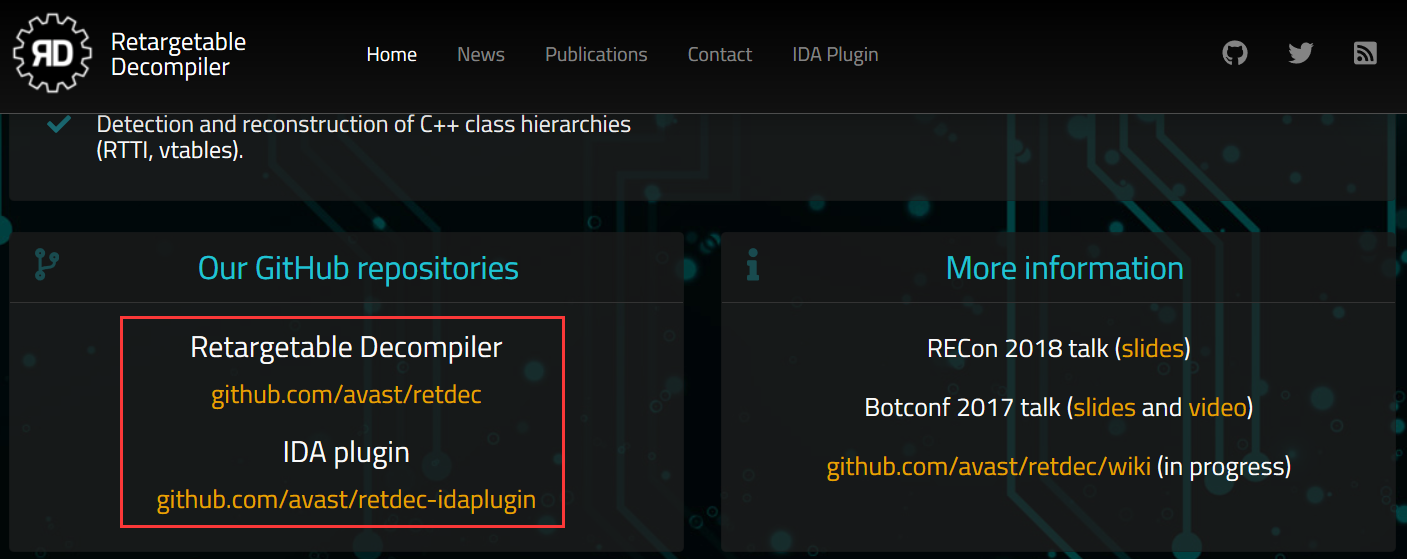 RD
Retargetable
Decompiler
Home
News
Publications
Contact
IDA Plugin
Detection and reconstruction of C++ class hierarchies
(RTTI, vtables).
Our GitHub repositories
Retargetable Decompiler
github.com/avast/retdec
IDA plugin
github.com/avast/retdec-idaplugin
More information
RECon 2018 talk (slides)
Botconf 2017 talk (slides and video)
github.com/avast/retdec/wiki (in progress)